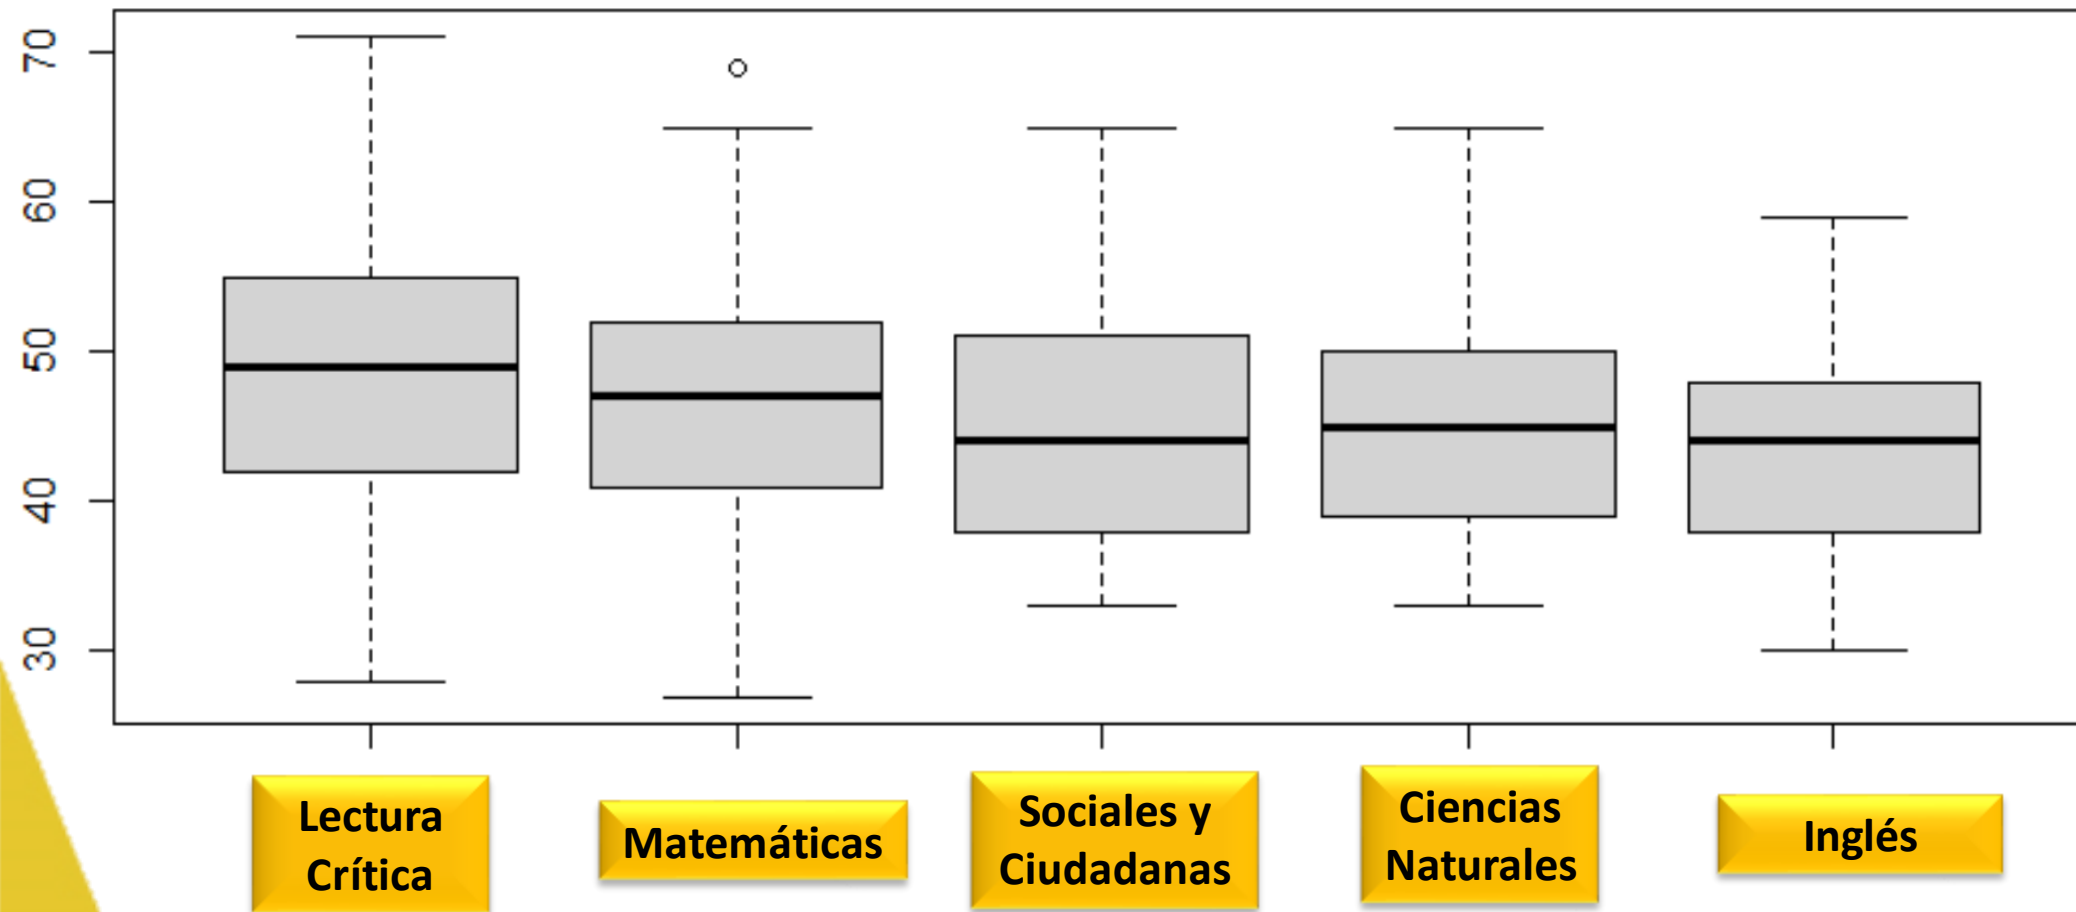 70
60
50
40
30
Lectura
Crítica
Matemáticas
Sociales y
Ciudadanas
Ciencias
Naturales
Inglés